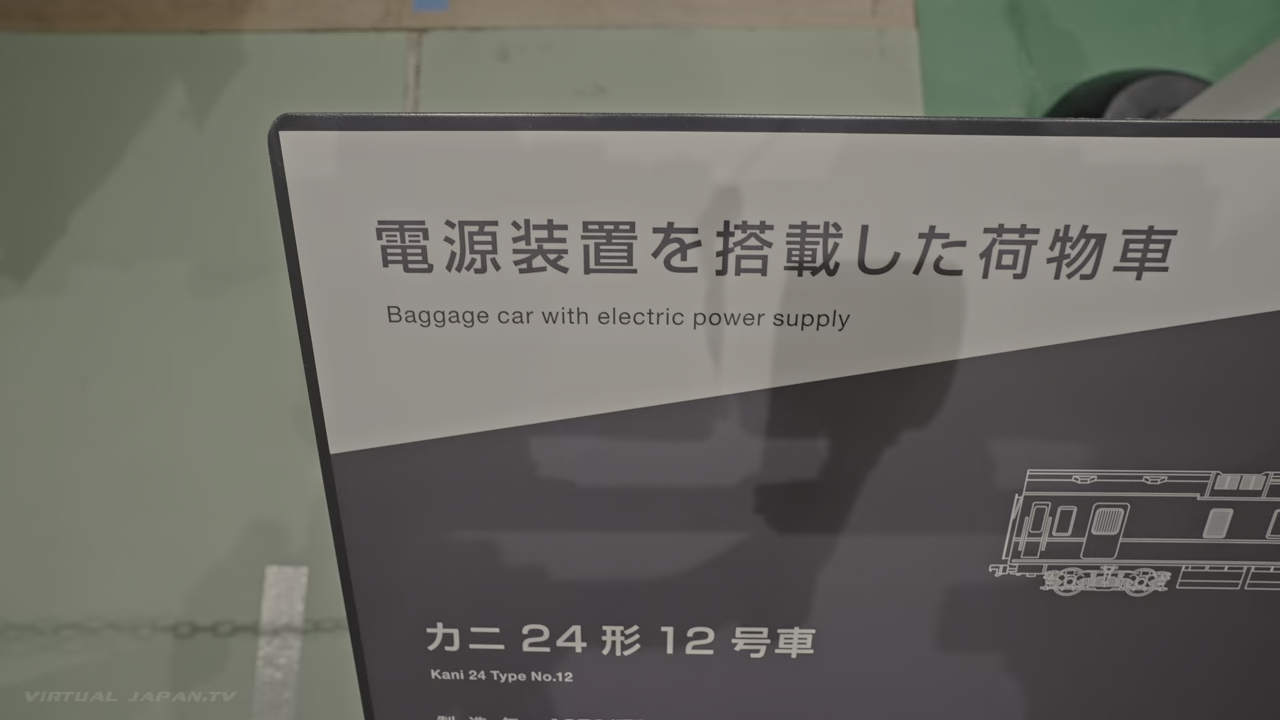 電源装置を搭載した荷物車
Baggage car with electric power supply
カニ 24 形 12 号車
Kani 24 Type No.12
VIRTUAL JAPAN.TV